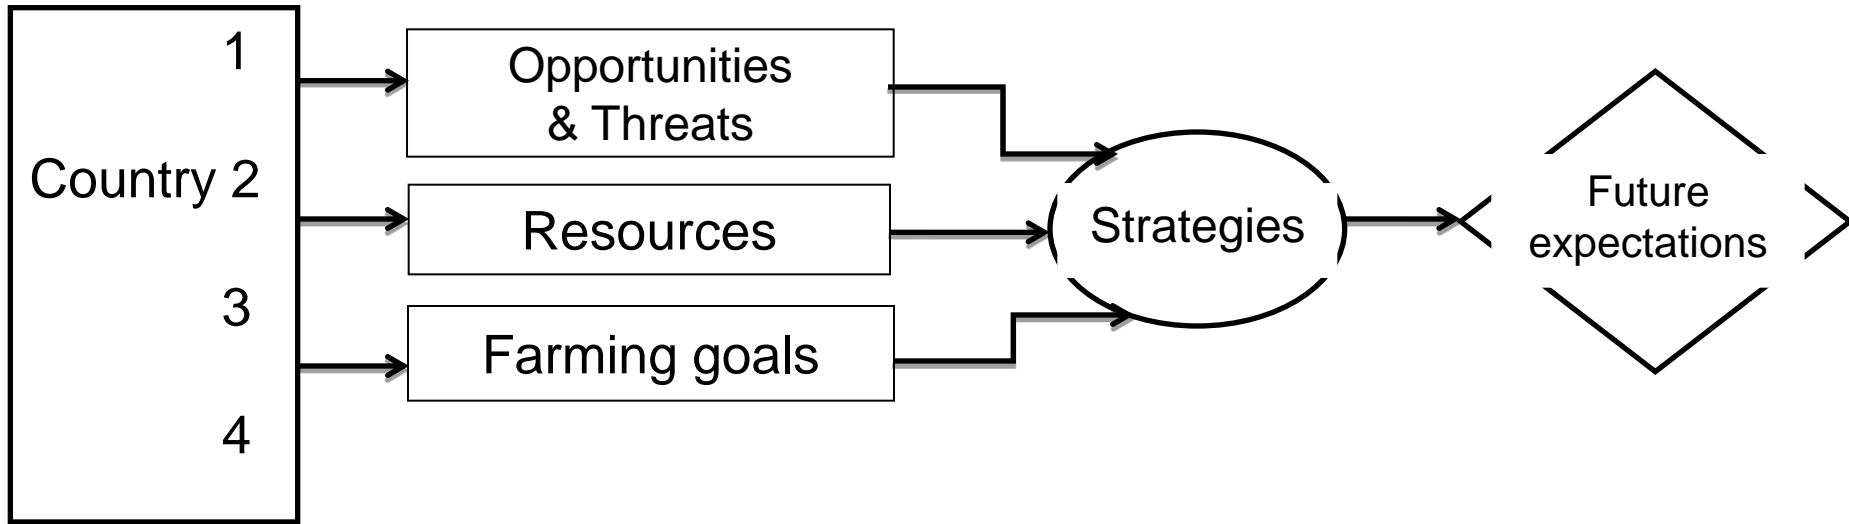 1
Country 2
3
4
Opportunities
& Threats
Resources
Farming goals
Strategies
Future
expectations